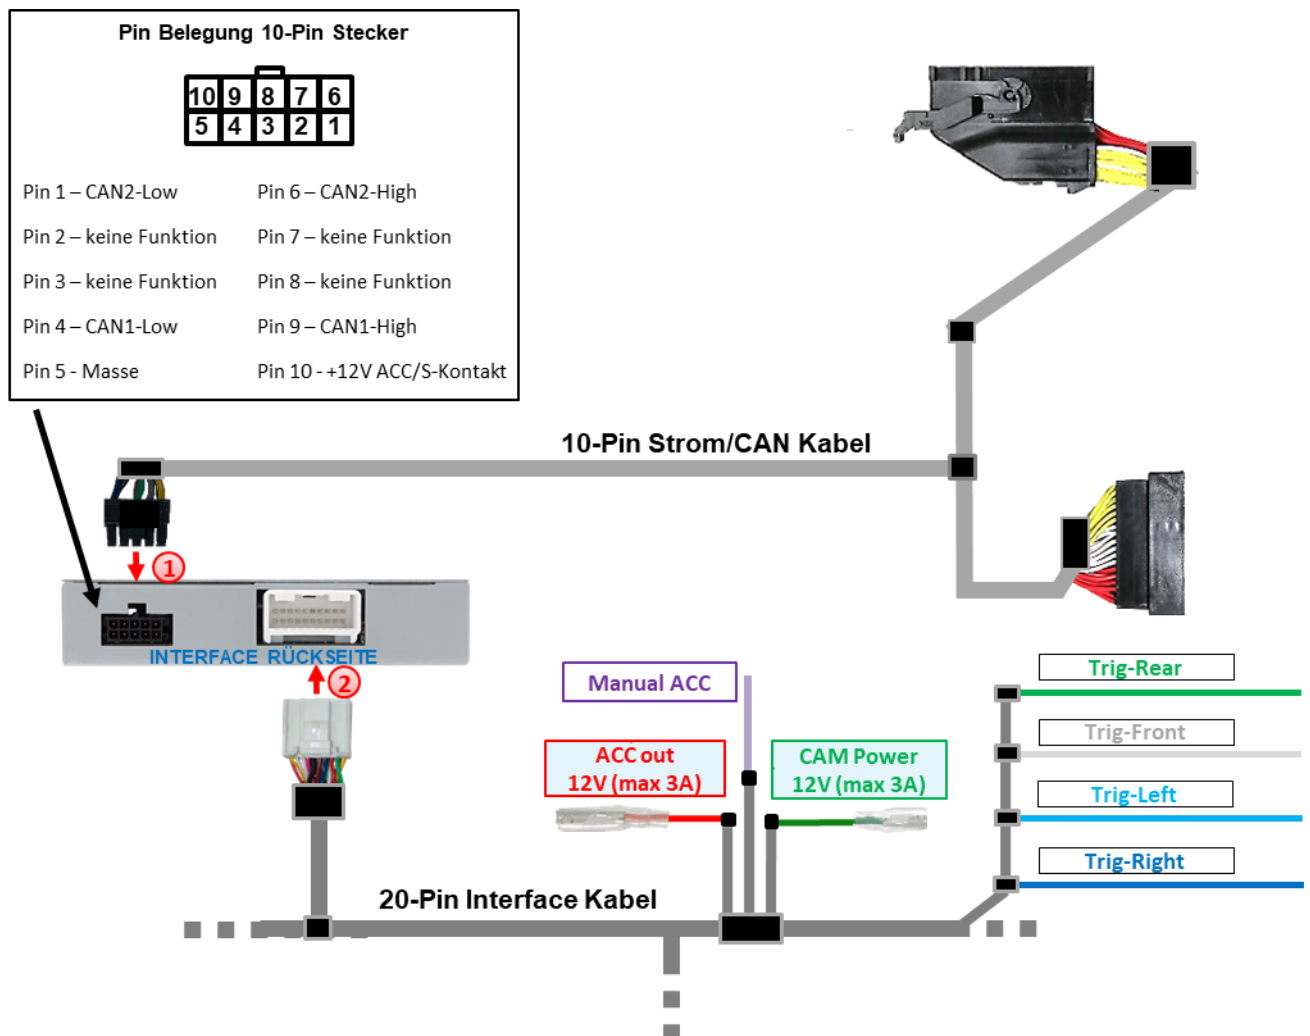 Pin Belegung 10-Pin Stecker
10 9 8 7 6
5 4 3 2 1
Pin 1 – CAN2-Low
Pin 6 – CAN2-High
Pin 2 – keine Funktion
Pin 7 – keine Funktion
Pin 3 – keine Funktion
Pin 8 – keine Funktion
Pin 4 – CAN1-Low
Pin 9 – CAN1-High
Pin 5 - Masse
Pin 10 - +12V ACC/S-Kontakt
10-Pin Strom/CAN Kabel
1
INTERFACE RÜCKSEITE
2
Manual ACC
ACC out
12V (max 3A)
CAM Power
12V (max 3A)
Trig-Rear
Trig-Front
Trig-Left
Trig-Right
20-Pin Interface Kabel